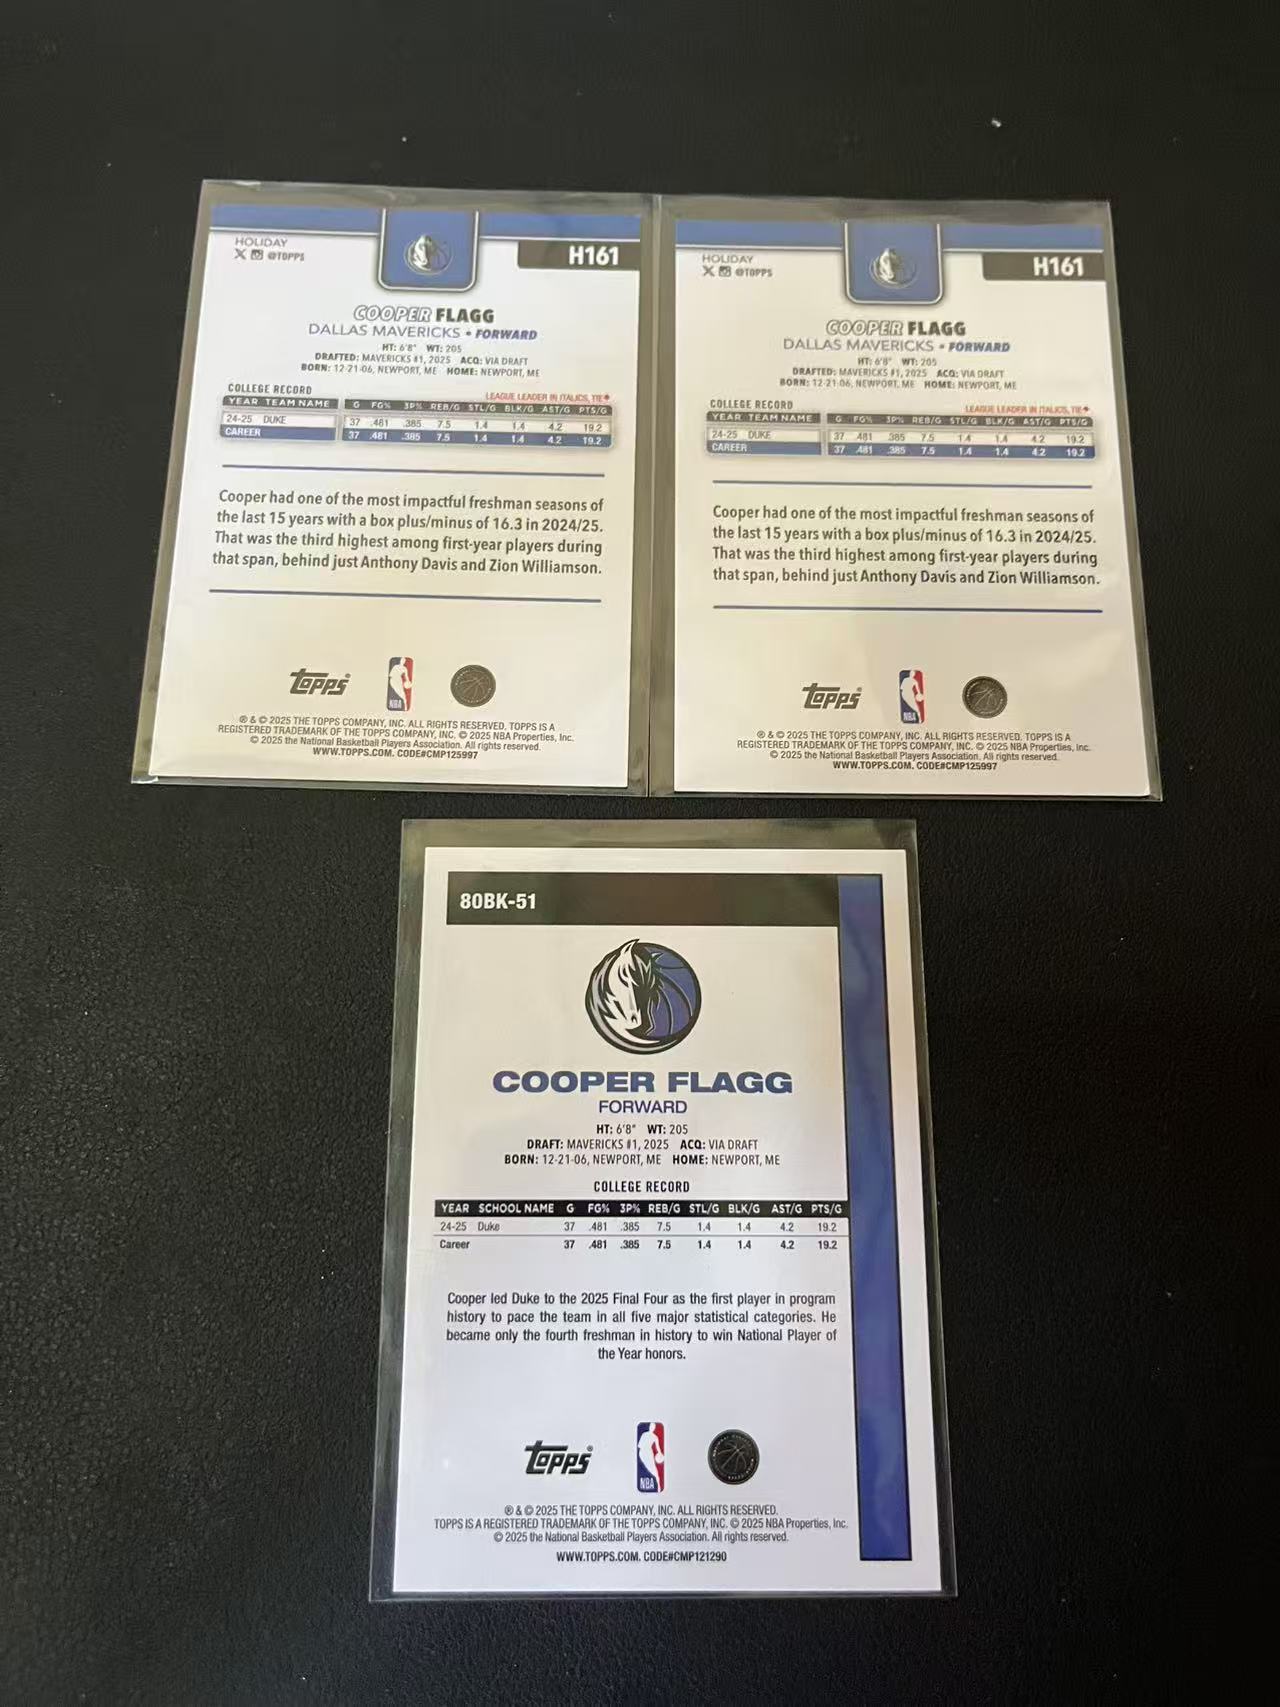 HOLIDAY
@TOPPS
H161
COOPER FLAGG
DALLAS MAVERICKS • FORWARD
HT: 6'8" WT: 205
DRAFTED: MAVERICKS #1, 2025 ACQ: VIA DRAFT
BORN: 12-21-06, NEWPORT, ME HOME: NEWPORT, ME
COLLEGE RECORD
LEAGUE LEADER IN ITALICS, TIE♦
YEAR TEAM NAME G FG% 3P% REB/G STL/G BLK/G AST/G PTS/G
24-25 DUKE 37 .481 .385 7.5 1.4 1.4 4.2 19.2
CAREER 37 .481 .385 7.5 1.4 1.4 4.2 19.2
Cooper had one of the most impactful freshman seasons of
the last 15 years with a box plus/minus of 16.3 in 2024/25.
That was the third highest among first-year players during
that span, behind just Anthony Davis and Zion Williamson.
Topps
NBA
® & © 2025 THE TOPPS COMPANY, INC. ALL RIGHTS RESERVED. TOPPS IS A
REGISTERED TRADEMARK OF THE TOPPS COMPANY, INC. © 2025 NBA Properties, Inc.
© 2025 the National Basketball Players Association. All rights reserved.
WWW.TOPPS.COM. CODE#CMP125997
HOLIDAY
@TOPPS
H161
COOPER FLAGG
DALLAS MAVERICKS • FORWARD
HT: 6'8" WT: 205
DRAFTED: MAVERICKS #1, 2025 ACQ: VIA DRAFT
BORN: 12-21-06, NEWPORT, ME HOME: NEWPORT, ME
COLLEGE RECORD
LEAGUE LEADER IN ITALICS, TIE♦
YEAR TEAM NAME G FG% 3P% REB/G STL/G BLK/G AST/G PTS/G
24-25 DUKE 37 .481 .385 7.5 1.4 1.4 4.2 19.2
CAREER 37 .481 .385 7.5 1.4 1.4 4.2 19.2
Cooper had one of the most impactful freshman seasons of
the last 15 years with a box plus/minus of 16.3 in 2024/25.
That was the third highest among first-year players during
that span, behind just Anthony Davis and Zion Williamson.
Topps
NBA
® & © 2025 THE TOPPS COMPANY, INC. ALL RIGHTS RESERVED. TOPPS IS A
REGISTERED TRADEMARK OF THE TOPPS COMPANY, INC. © 2025 NBA Properties, Inc.
© 2025 the National Basketball Players Association. All rights reserved.
WWW.TOPPS.COM. CODE#CMP125997
80BK-51
COOPER FLAGG
FORWARD
HT: 6'8" WT: 205
DRAFT: MAVERICKS #1, 2025 ACQ: VIA DRAFT
BORN: 12-21-06, NEWPORT, ME HOME: NEWPORT, ME
COLLEGE RECORD
YEAR SCHOOL NAME G FG% 3P% REB/G STL/G BLK/G AST/G PTS/G
24-25 Duke 37 .481 .385 7.5 1.4 1.4 4.2 19.2
Career 37 .481 .385 7.5 1.4 1.4 4.2 19.2
Cooper led Duke to the 2025 Final Four as the first player in program
history to pace the team in all five major statistical categories. He
became only the fourth freshman in history to win National Player of
the Year honors.
Topps®
NBA
® & © 2025 THE TOPPS COMPANY, INC. ALL RIGHTS RESERVED.
TOPPS IS A REGISTERED TRADEMARK OF THE TOPPS COMPANY, INC. © 2025 NBA Properties, Inc.
© 2025 the National Basketball Players Association. All rights reserved.
WWW.TOPPS.COM. CODE#CMP121290